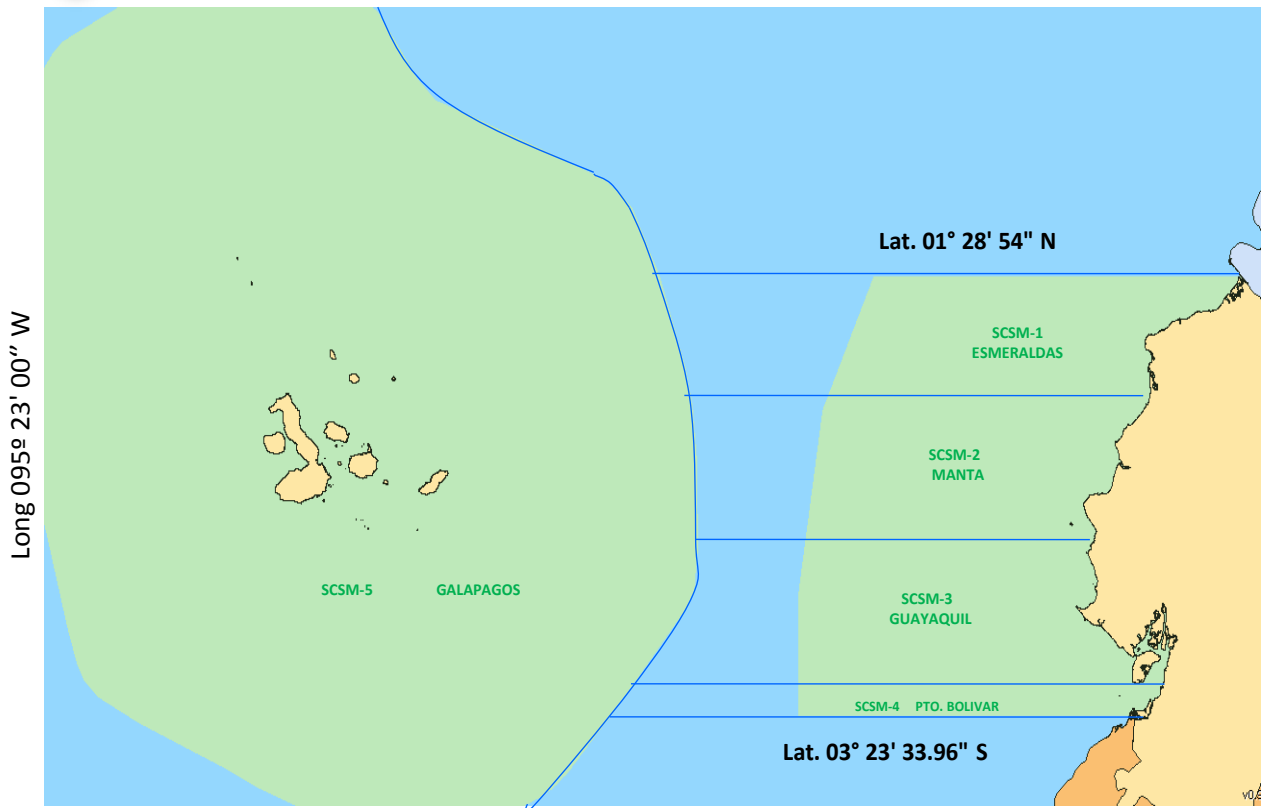 Lat. 01° 28' 54" N
Long 095º 23' 00” W
SCSM-1
ESMERALDAS
SCSM-2
MANTA
SCSM-5 GALAPAGOS
SCSM-3
GUAYAQUIL
SCSM-4 PTO. BOLIVAR
Lat. 03° 23' 33.96" S